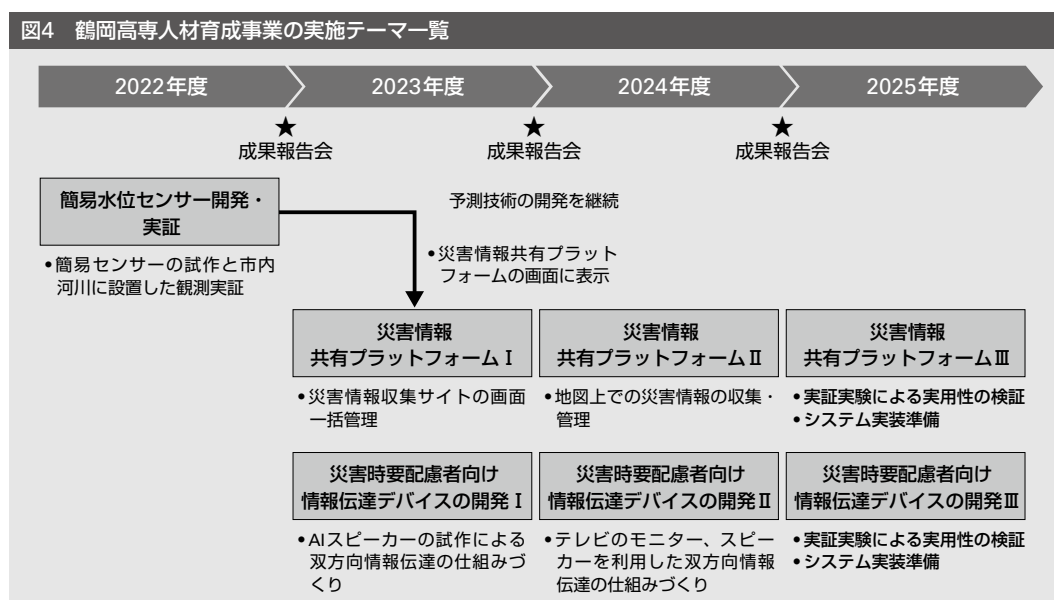 図4 鶴岡高専人材育成事業の実施テーマ一覧
2022年度
2023年度
2024年度
2025年度
★
成果報告会
★
成果報告会
★
成果報告会
簡易水位センサー開発・
実証
•簡易センサーの試作と市内
河川に設置した観測実証
予測技術の開発を継続
•災害情報共有プラット
フォームの画面に表示
災害情報
共有プラットフォームⅠ
•災害情報収集サイトの画面
一括管理
災害情報
共有プラットフォームⅡ
•地図上での災害情報の収集・
管理
災害情報
共有プラットフォームⅢ
•実証実験による実用性の検証
•システム実装準備
災害時要配慮者向け
情報伝達デバイスの開発Ⅰ
•AIスピーカーの試作による
双方向情報伝達の仕組みづ
くり
災害時要配慮者向け
情報伝達デバイスの開発Ⅱ
•テレビのモニター、スピー
カーを利用した双方向情報
伝達の仕組みづくり
災害時要配慮者向け
情報伝達デバイスの開発Ⅲ
•実証実験による実用性の検証
•システム実装準備